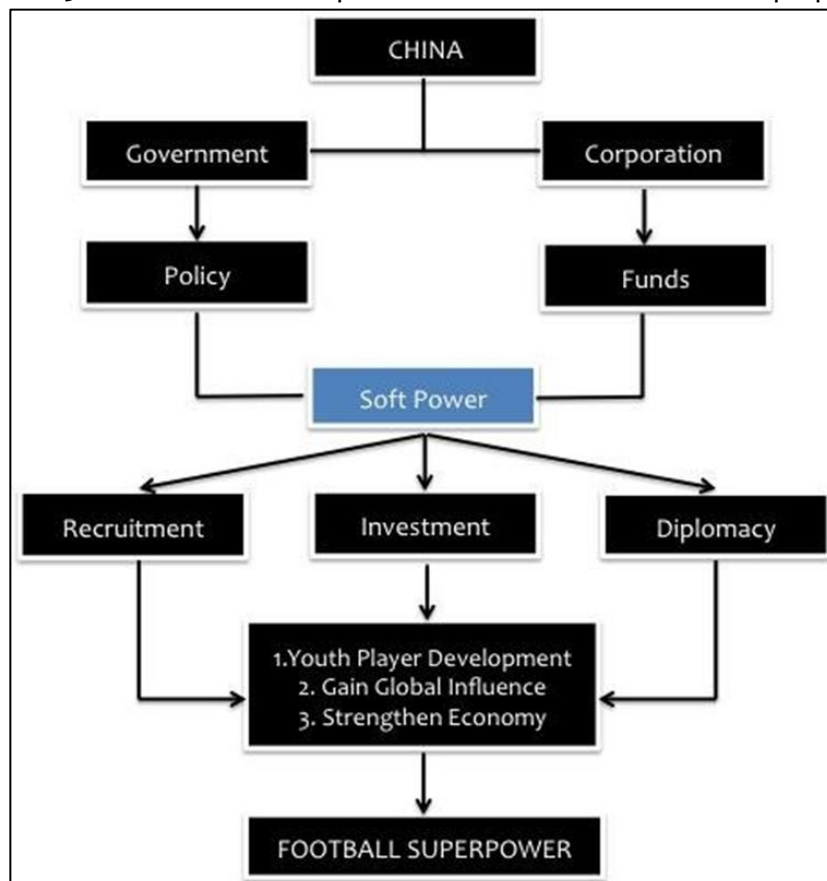 CHINA
Government
Corporation
Policy
Funds
Soft Power
Recruitment
Investment
Diplomacy
1.Youth Player Development
2. Gain Global Influence
3. Strengthen Economy
FOOTBALL SUPERPOWER